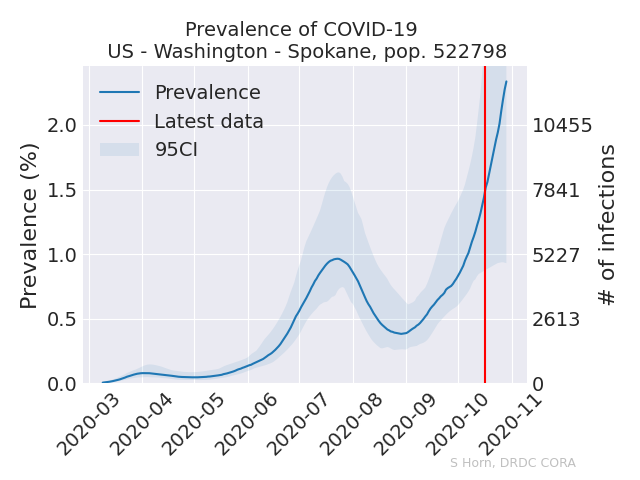 Prevalence of COVID-19
US - Washington - Spokane, pop. 522798
Prevalence
Latest data
95CI
Prevalence (%)
2.0
1.5
1.0
0.5
0.0
10455
7841
5227
2613
0
# of infections
2020-03
2020-04
2020-05
2020-06
2020-07
2020-08
2020-09
2020-10
2020-11
S Horn, DRDC CORA